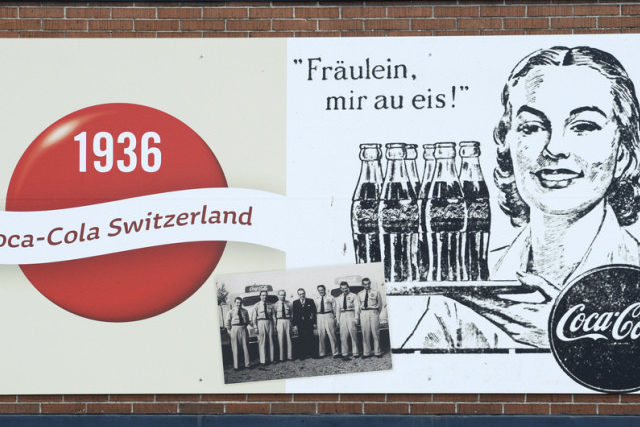 1936
oca-Cola Switzerland
"Fräulein,
mir au eis!"
Coca-Co